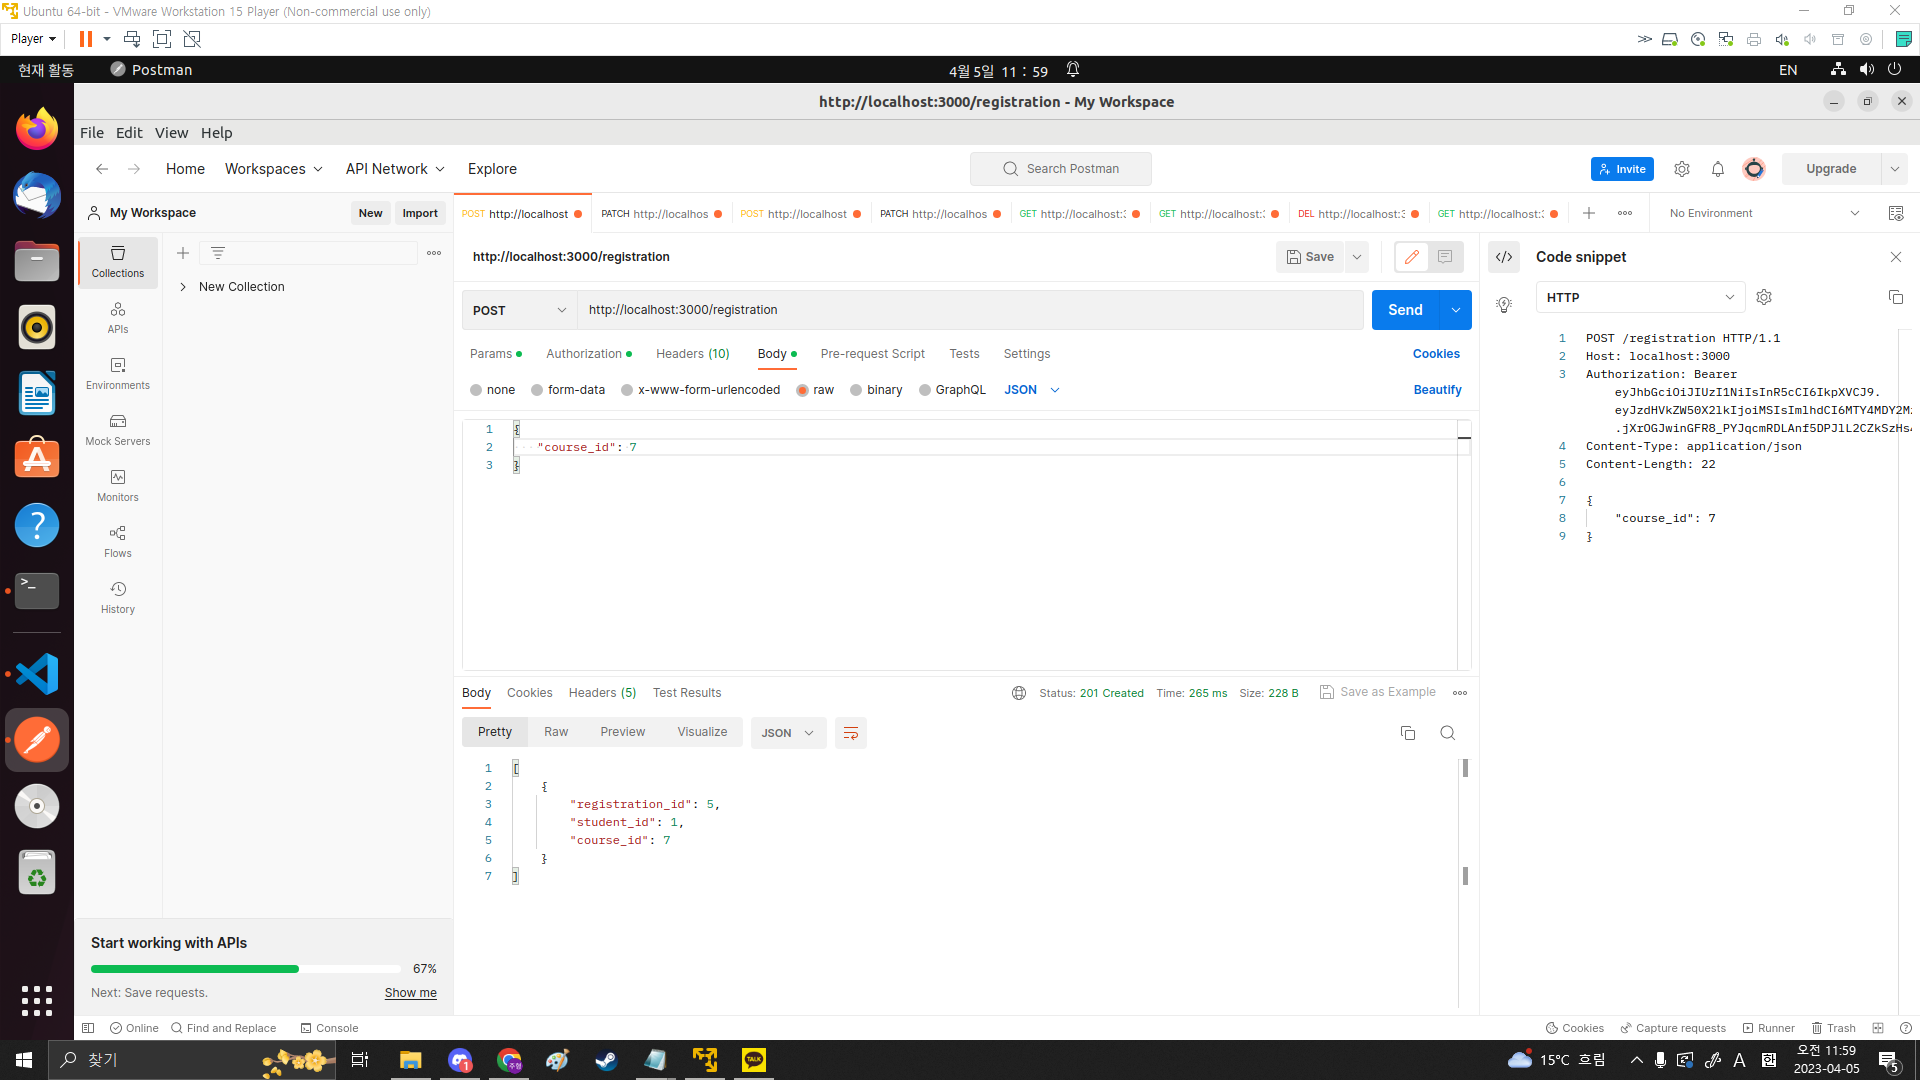 Ubuntu 64-bit - VMware Workstation 15 Player (Non-commercial use only)
Player
현재 활동
Postman
4월 5일 11 : 59
EN
http://localhost:3000/registration - My Workspace
File Edit View Help
Home Workspaces API Network Explore
Search Postman
Invite
Upgrade
My Workspace
New Import
POST http://localhost
PATCH http://localhos
POST http://localhost
PATCH http://localhos
GET http://localhost:
GET http://localhost:
DEL http://localhost:
GET http://localhost:
No Environment
Collections
APIs
Environments
Mock Servers
Monitors
Flows
History
New Collection
http://localhost:3000/registration
Save
POST http://localhost:3000/registration
Send
Params Authorization Headers (10) Body Pre-request Script Tests Settings
Cookies
none form-data x-www-form-urlencoded raw binary GraphQL JSON
Beautify
1 {
2 "course_id": 7
3 }
Body Cookies Headers (5) Test Results
Status: 201 Created Time: 265 ms Size: 228 B Save as Example
Pretty Raw Preview Visualize JSON
1 [
2 {
3 "registration_id": 5,
4 "student_id": 1,
5 "course_id": 7
6 }
7 ]
Code snippet
HTTP
1 POST /registration HTTP/1.1
2 Host: localhost:3000
3 Authorization: Bearer
eyJhbGciOiJIUzI1NiIsInR5cCI6IkpXVCJ9.
eyJzdHVkZW50X2lkIjoiMSIsImlhdCI6MTY4MDY2M
.jXrOGJwinGFR8_PYJqcmRDLAnf5DPJlL2CZkSzHs
4 Content-Type: application/json
5 Content-Length: 22
6
7 {
8 "course_id": 7
9 }
Start working with APIs
67%
Next: Save requests. Show me
Online Find and Replace Console
Cookies Capture requests Runner Trash
찾기
1
주형
TALK
15°C 흐림
A
한
오전 11:59
2023-04-05
5